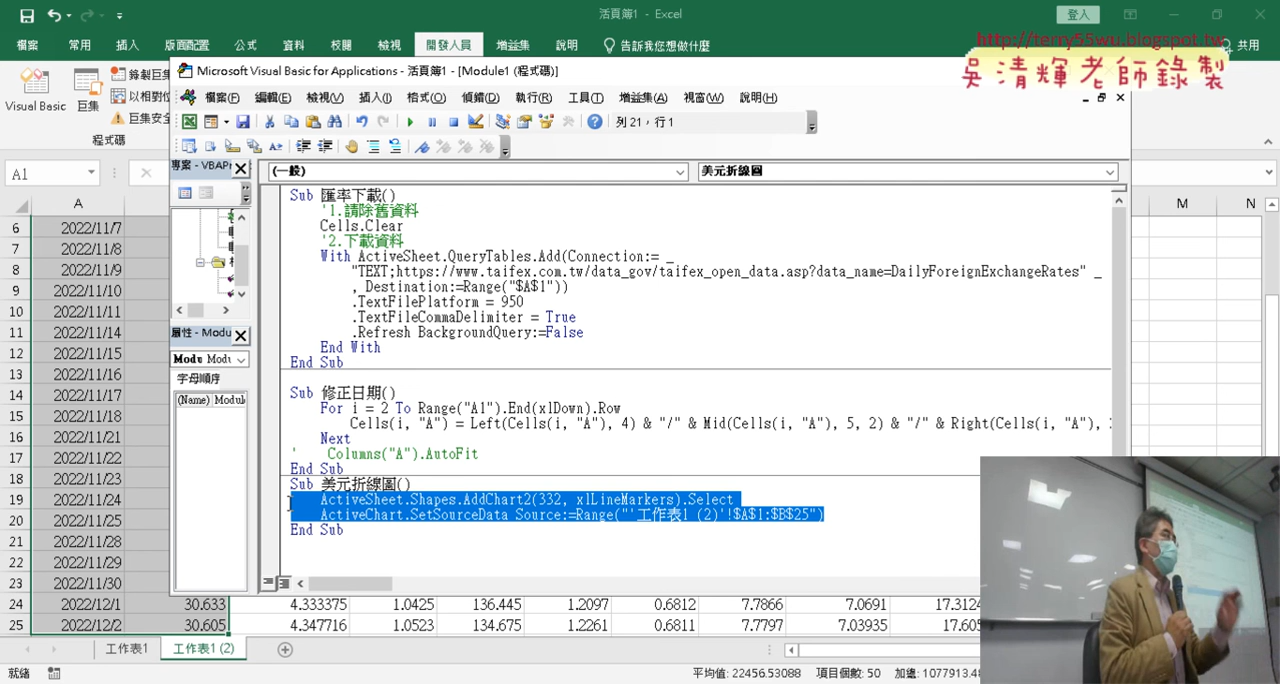 活頁簿1 - Excel
登入
檔案 常用 插入 版面配置 公式 資料 校閱 檢視 開發人員 增益集 說明 告訴我您想做什麼 共用
http://terry55wu.blogspot.tw
吳清輝老師錄製
Microsoft Visual Basic for Applications - 活頁簿1 - [Module1 (程式碼)]
檔案(F) 編輯(E) 檢視(V) 插入(I) 格式(O) 偵錯(D) 執行(R) 工具(T) 增益集(A) 視窗(W) 說明(H)
Visual Basic
巨集
錄製巨集
以相對位
巨集安全
程式碼
列 21, 行 1
專案 - VBAP
A1
(一般)
美元折線圖
Sub 匯率下載()
'1.請除舊資料
Cells.Clear
'2.下載資料
With ActiveSheet.QueryTables.Add(Connection:= _
"TEXT;https://www.taifex.com.tw/data_gov/taifex_open_data.asp?data_name=DailyForeignExchangeRates" _
, Destination:=Range("$A$1"))
.TextFilePlatform = 950
.TextFileCommaDelimiter = True
.Refresh BackgroundQuery:=False
End With
End Sub
Sub 修正日期()
For i = 2 To Range("A1").End(xlDown).Row
Cells(i, "A") = Left(Cells(i, "A"), 4) & "/" & Mid(Cells(i, "A"), 5, 2) & "/" & Right(Cells(i, "A"),
Next
' Columns("A").AutoFit
End Sub
Sub 美元折線圖()
ActiveSheet.Shapes.AddChart2(332, xlLineMarkers).Select
ActiveChart.SetSourceData Source:=Range("'工作表1 (2)'!$A$1:$B$25")
End Sub
屬性 - Modu
Modu Modu
字母順序
(Name) Modul
A M N
6 2022/11/7
7 2022/11/8
8 2022/11/9
9 2022/11/10
10 2022/11/11
11 2022/11/14
12 2022/11/15
13 2022/11/16
14 2022/11/17
15 2022/11/18
16 2022/11/21
17 2022/11/22
18 2022/11/23
19 2022/11/24
20 2022/11/25
21 2022/11/28
22 2022/11/29
23 2022/11/30
24 2022/12/1 30.633 4.333375 1.0425 136.445 1.2097 0.6812 7.7866 7.0691 17.3124
25 2022/12/2 30.605 4.347716 1.0523 134.675 1.2261 0.6811 7.7797 7.03935 17.605
工作表1 工作表1 (2)
就緒
平均值: 22456.53088 項目個數: 50 加總: 1077913.48